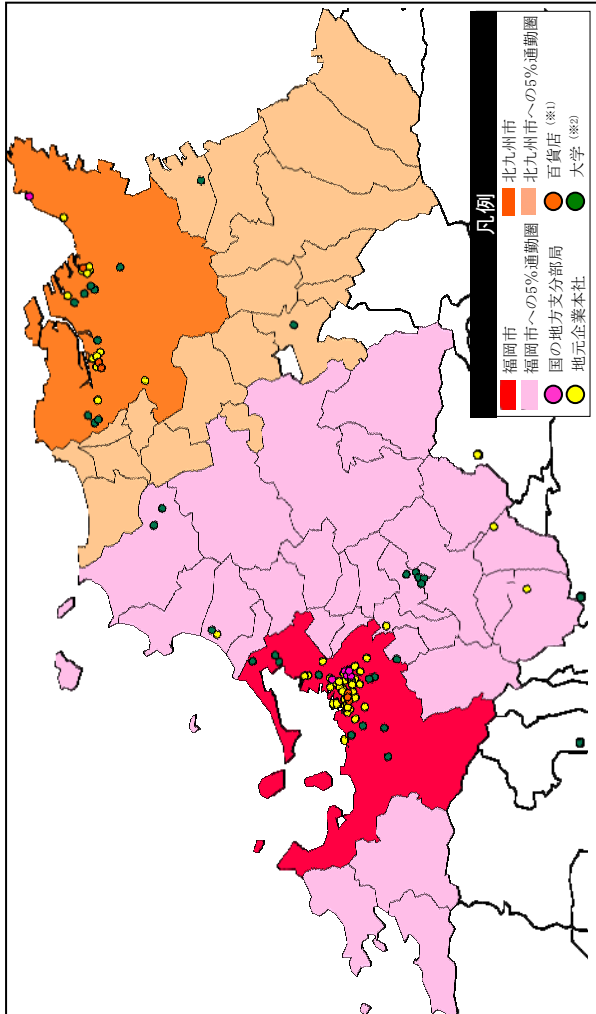 凡例
福岡市
北九州市
福岡市への5％通勤圏
北九州市への5％通勤圏
国の地方支分部局
百貨店(※1)
地元企業本社
大学(※2)